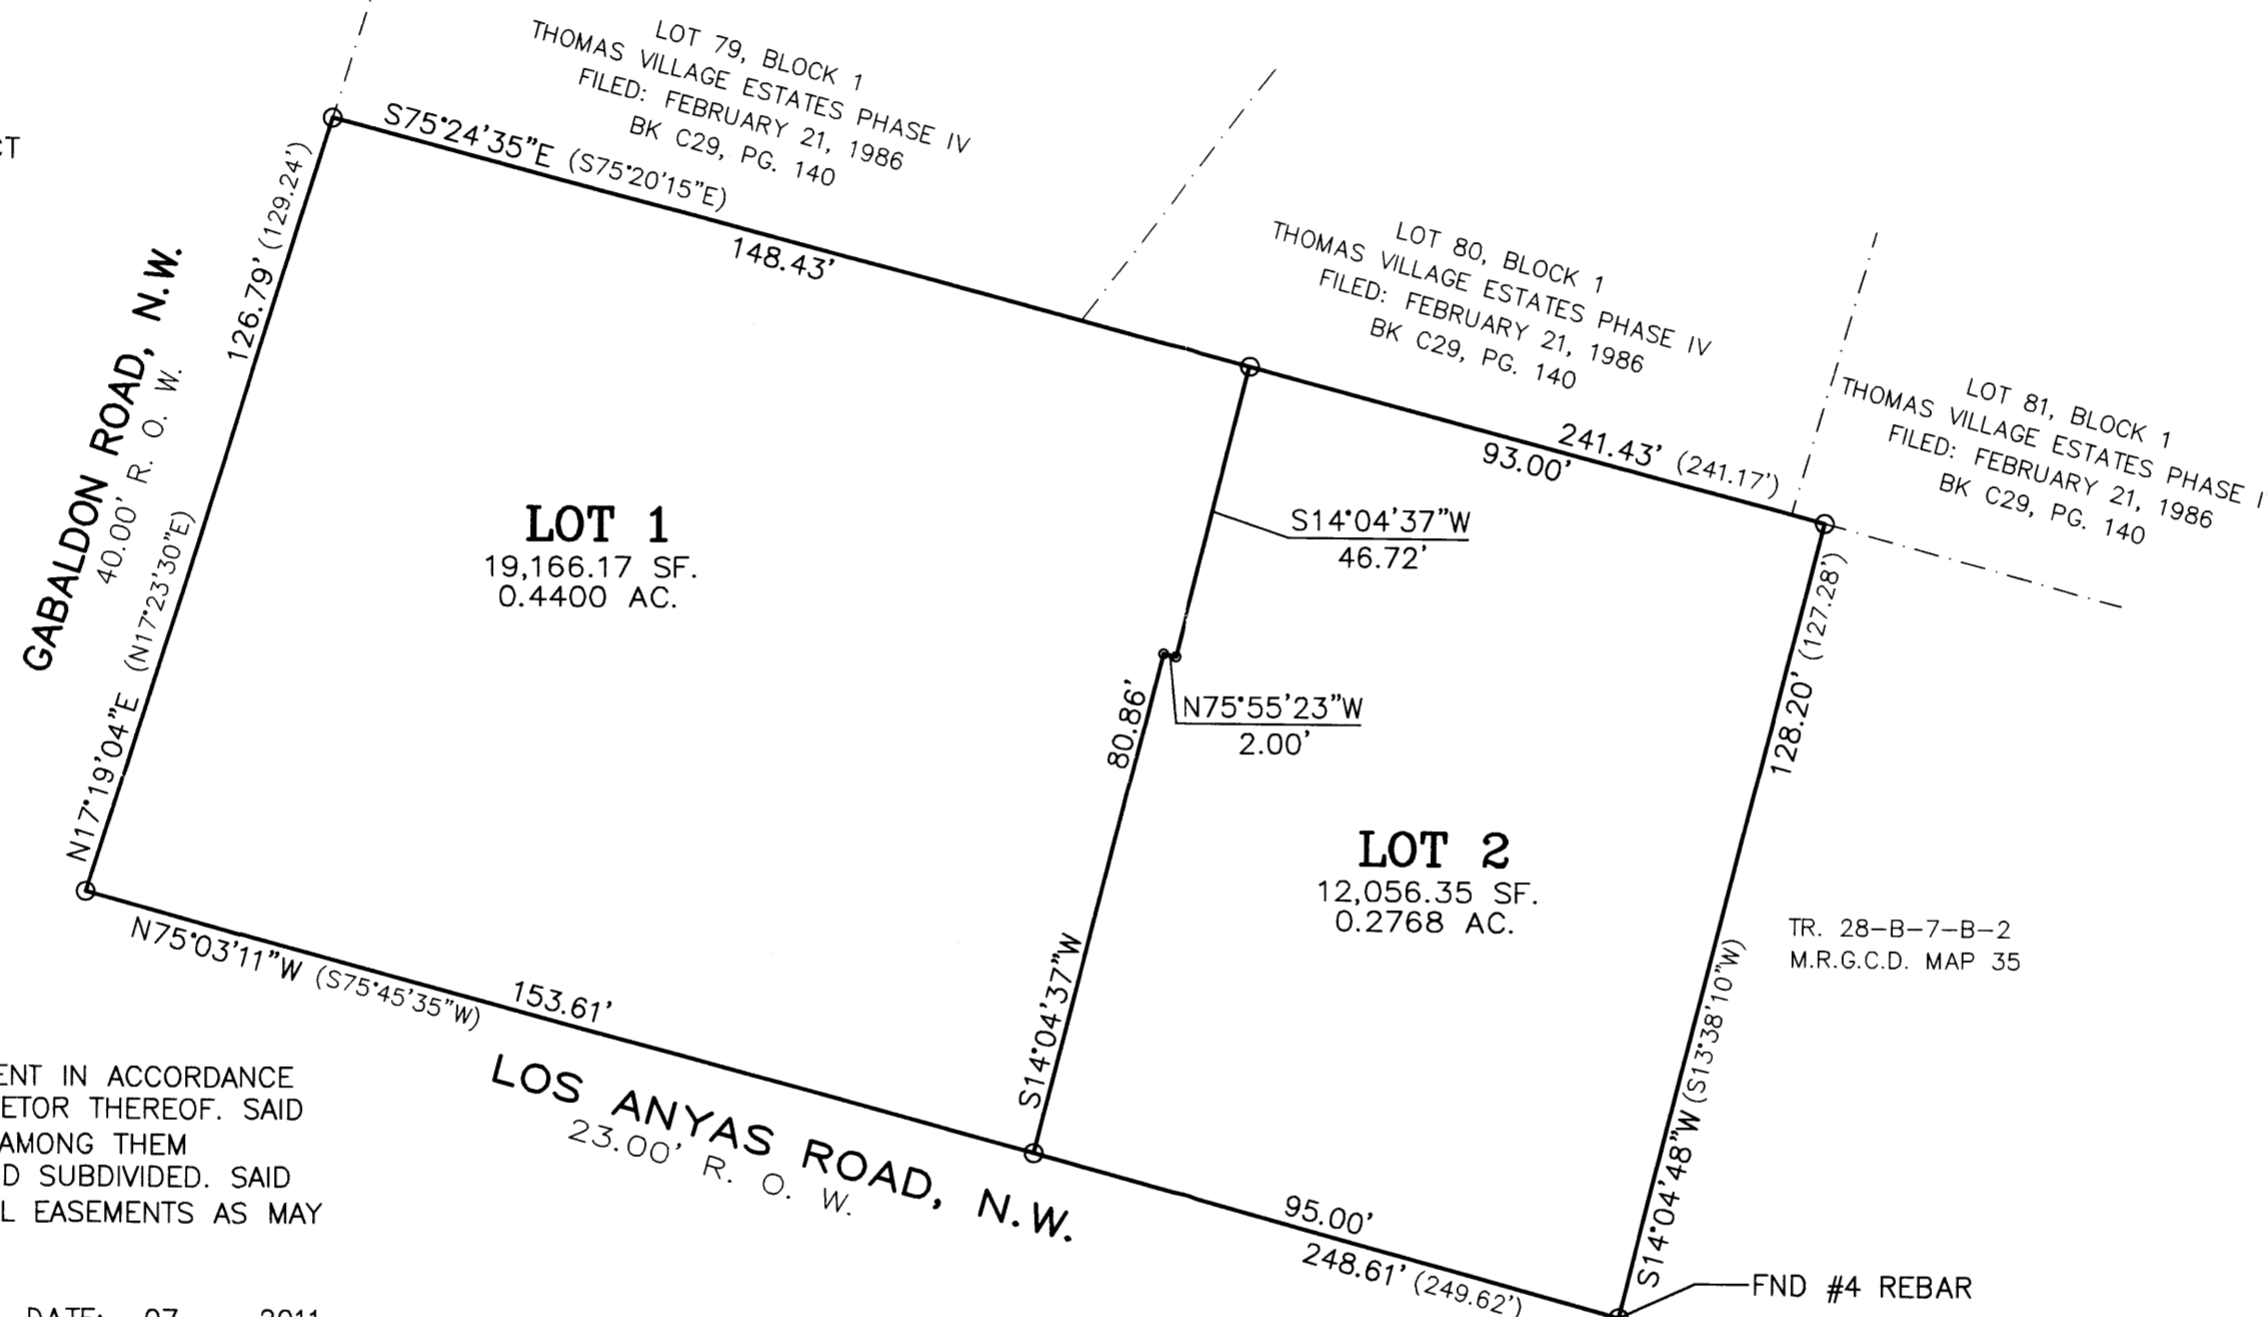 LOT 79, BLOCK 1
THOMAS VILLAGE ESTATES PHASE IV
FILED: FEBRUARY 21, 1986
BK C29, PG. 140
S75°24'35"E (S75°20'15"E)
148.43'
126.79' (129.24')
N17°19'04"E (N17°23'30"E)
GABALDON ROAD, N.W.
40.00' R. O. W.
LOT 80, BLOCK 1
THOMAS VILLAGE ESTATES PHASE IV
FILED: FEBRUARY 21, 1986
BK C29, PG. 140
241.43' (241.17')
93.00'
LOT 81, BLOCK 1
THOMAS VILLAGE ESTATES PHASE
FILED: FEBRUARY 21, 1986
BK C29, PG. 140
LOT 1
19,166.17 SF.
0.4400 AC.
S14°04'37"W
46.72'
N75°55'23"W
2.00'
80.86'
S14°04'37"W
128.20' (127.28')
S14°04'48"W (S13°38'10"W)
LOT 2
12,056.35 SF.
0.2768 AC.
TR. 28-B-7-B-2
M.R.G.C.D. MAP 35
N75°03'11"W (S75°45'35"W)
153.61'
LOS ANYAS ROAD, N.W.
23.00' R. O. W.
95.00'
248.61' (249.62')
FND #4 REBAR
CT
ENT IN ACCORDANCE
ETOR THEREOF. SAID
AMONG THEM
D SUBDIVIDED. SAID
L EASEMENTS AS MAY
DATE: 07 2011